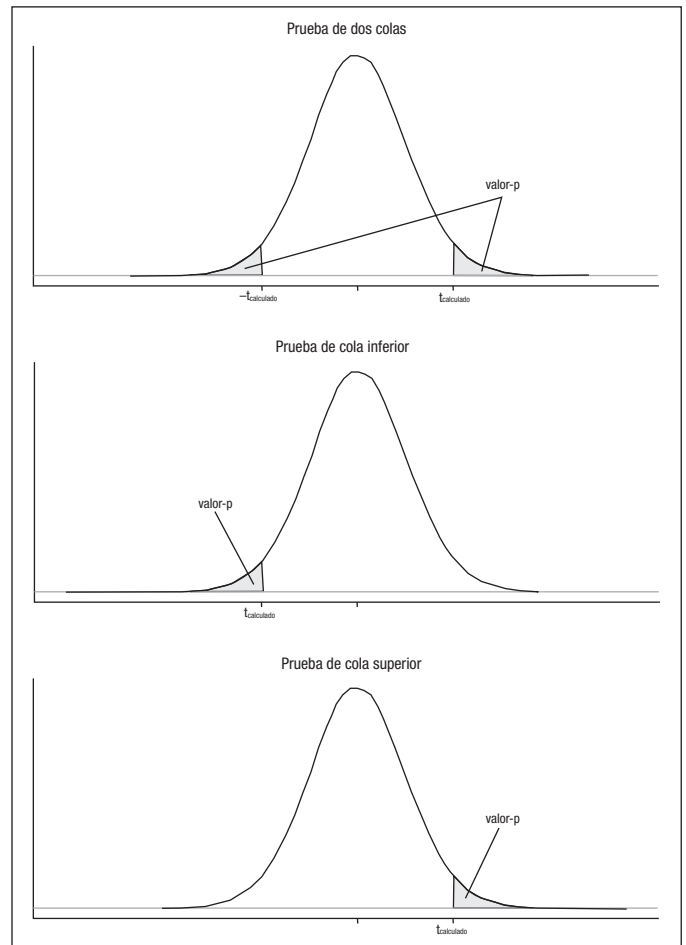 Prueba de dos colas
valor-p
–tcalculado
tcalculado
Prueba de cola inferior
valor-p
tcalculado
Prueba de cola superior
valor-p
tcalculado